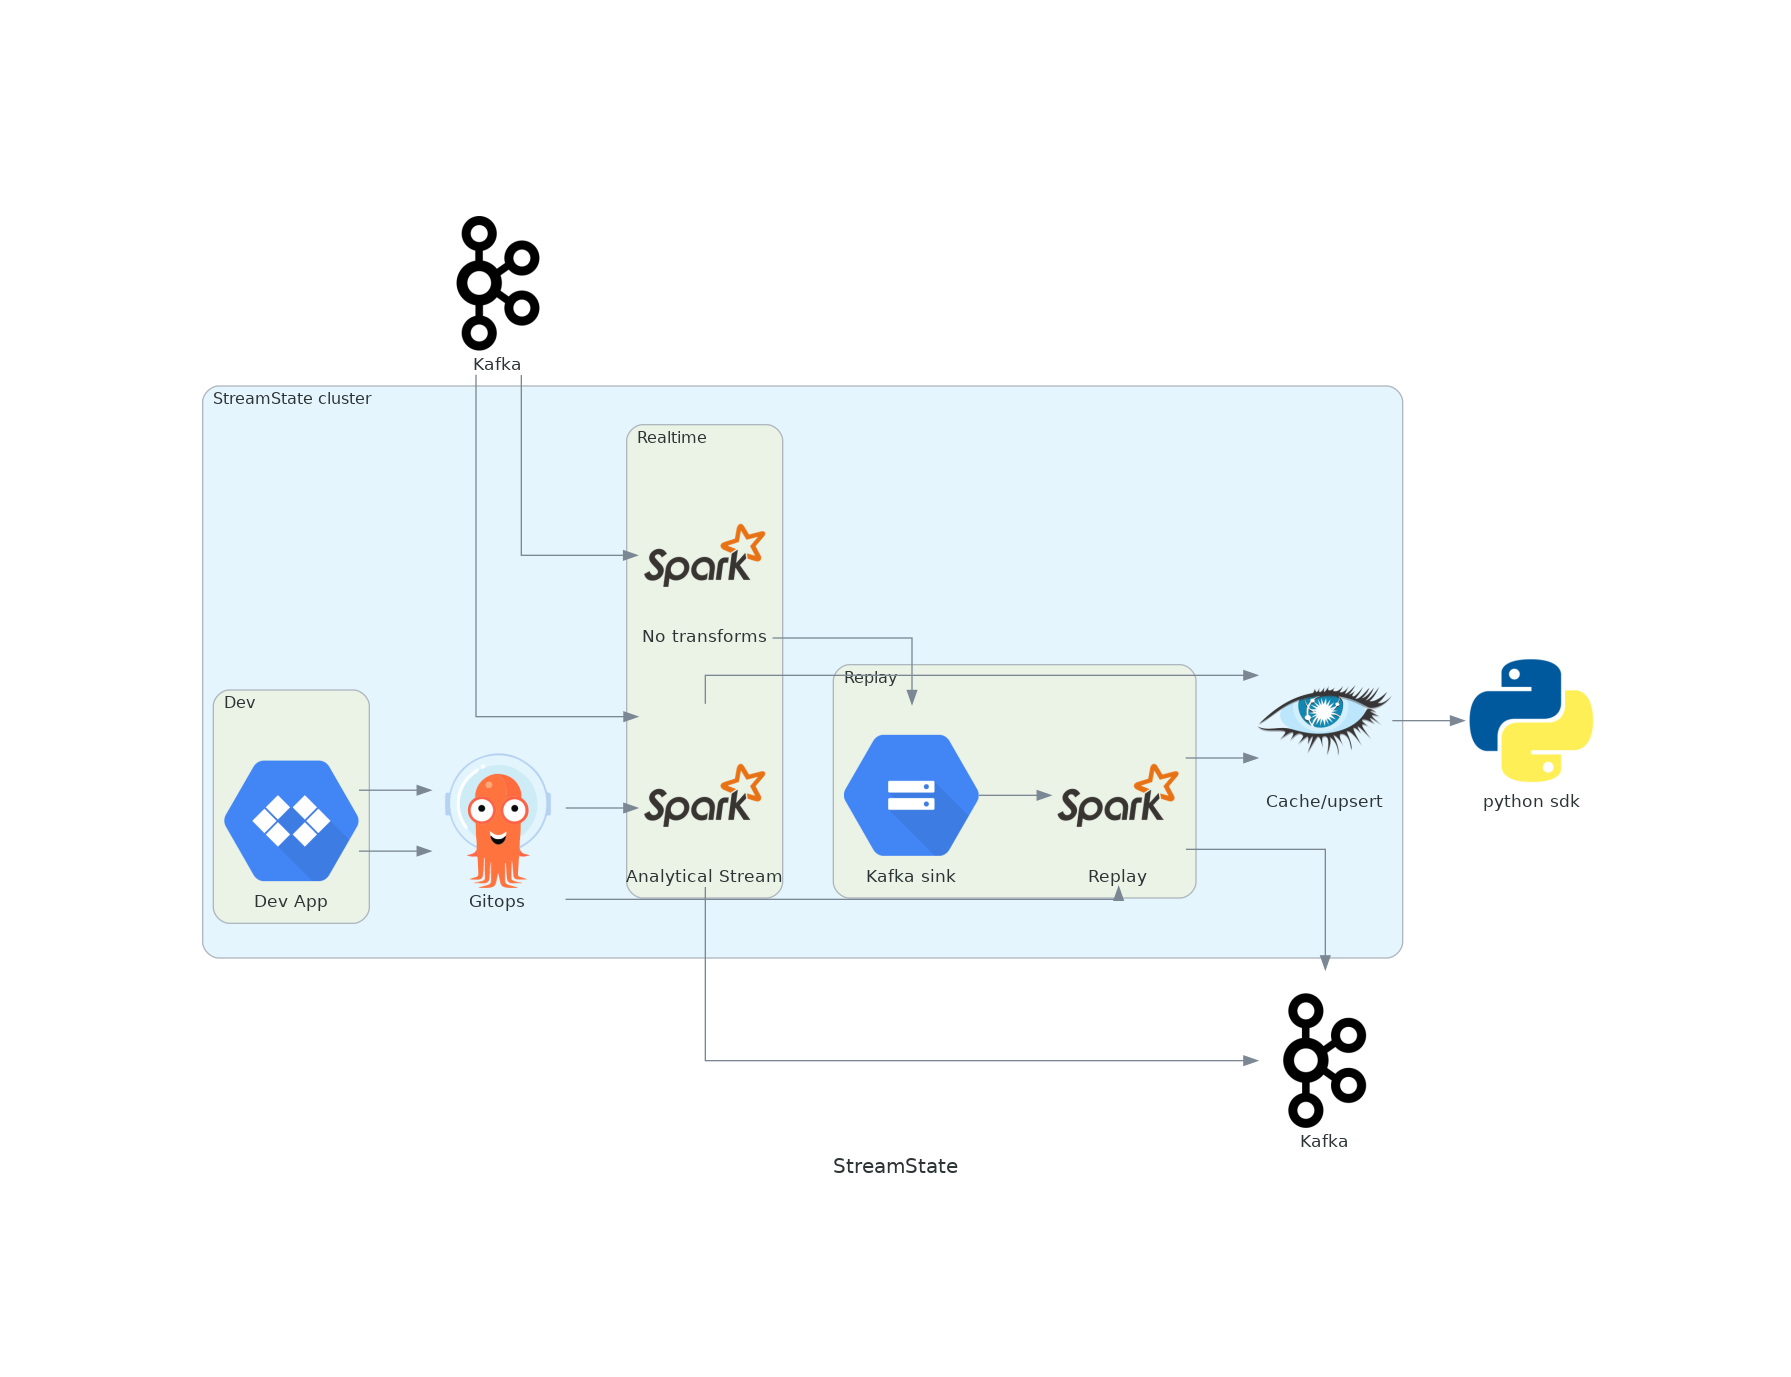 Kafka
StreamState cluster
Realtime
Spark
No transforms
Replay
Dev
Spark
Spark
Cache/upsert
python sdk
Analytical Stream
Kafka sink
Replay
Dev App
Gitops
Kafka
StreamState